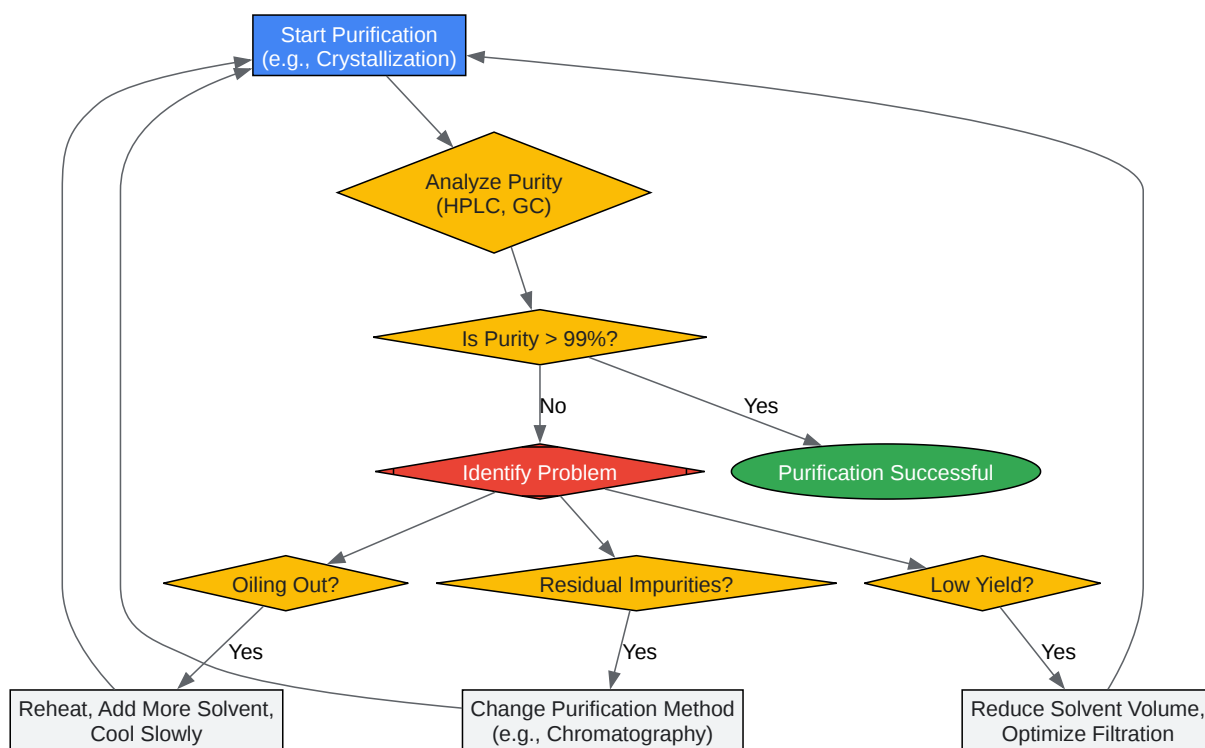 Start Purification
(e.g., Crystallization)
Analyze Purity
(HPLC, GC)
Is Purity > 99%?
No
Yes
Identify Problem
Purification Successful
Oiling Out?
Residual Impurities?
Low Yield?
Yes
Yes
Yes
Reheat, Add More Solvent,
Cool Slowly
Change Purification Method
(e.g., Chromatography)
Reduce Solvent Volume,
Optimize Filtration